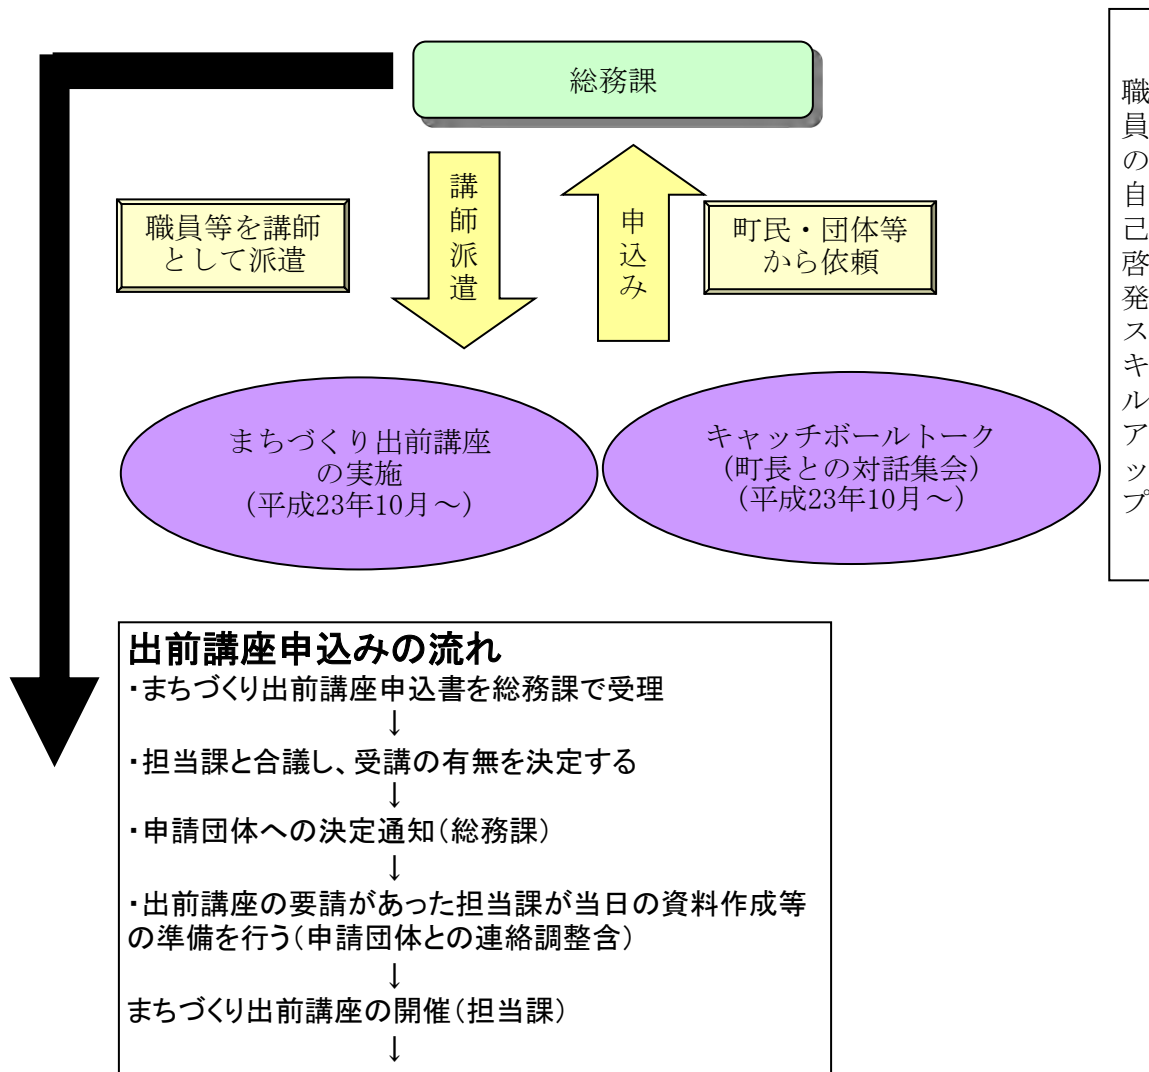 総務課
講師派遣
申込み
職員等を講師
として派遣
町民・団体等
から依頼
まちづくり出前講座
の実施
(平成23年10月～)
キャッチボールトーク
(町長との対話集会)
(平成23年10月～)
職員の自己啓発スキルアップ
出前講座申込みの流れ
・まちづくり出前講座申込書を総務課で受理
↓
・担当課と合議し、受講の有無を決定する
↓
・申請団体への決定通知(総務課)
↓
・出前講座の要請があった担当課が当日の資料作成等
の準備を行う(申請団体との連絡調整含)
↓
まちづくり出前講座の開催(担当課)
↓